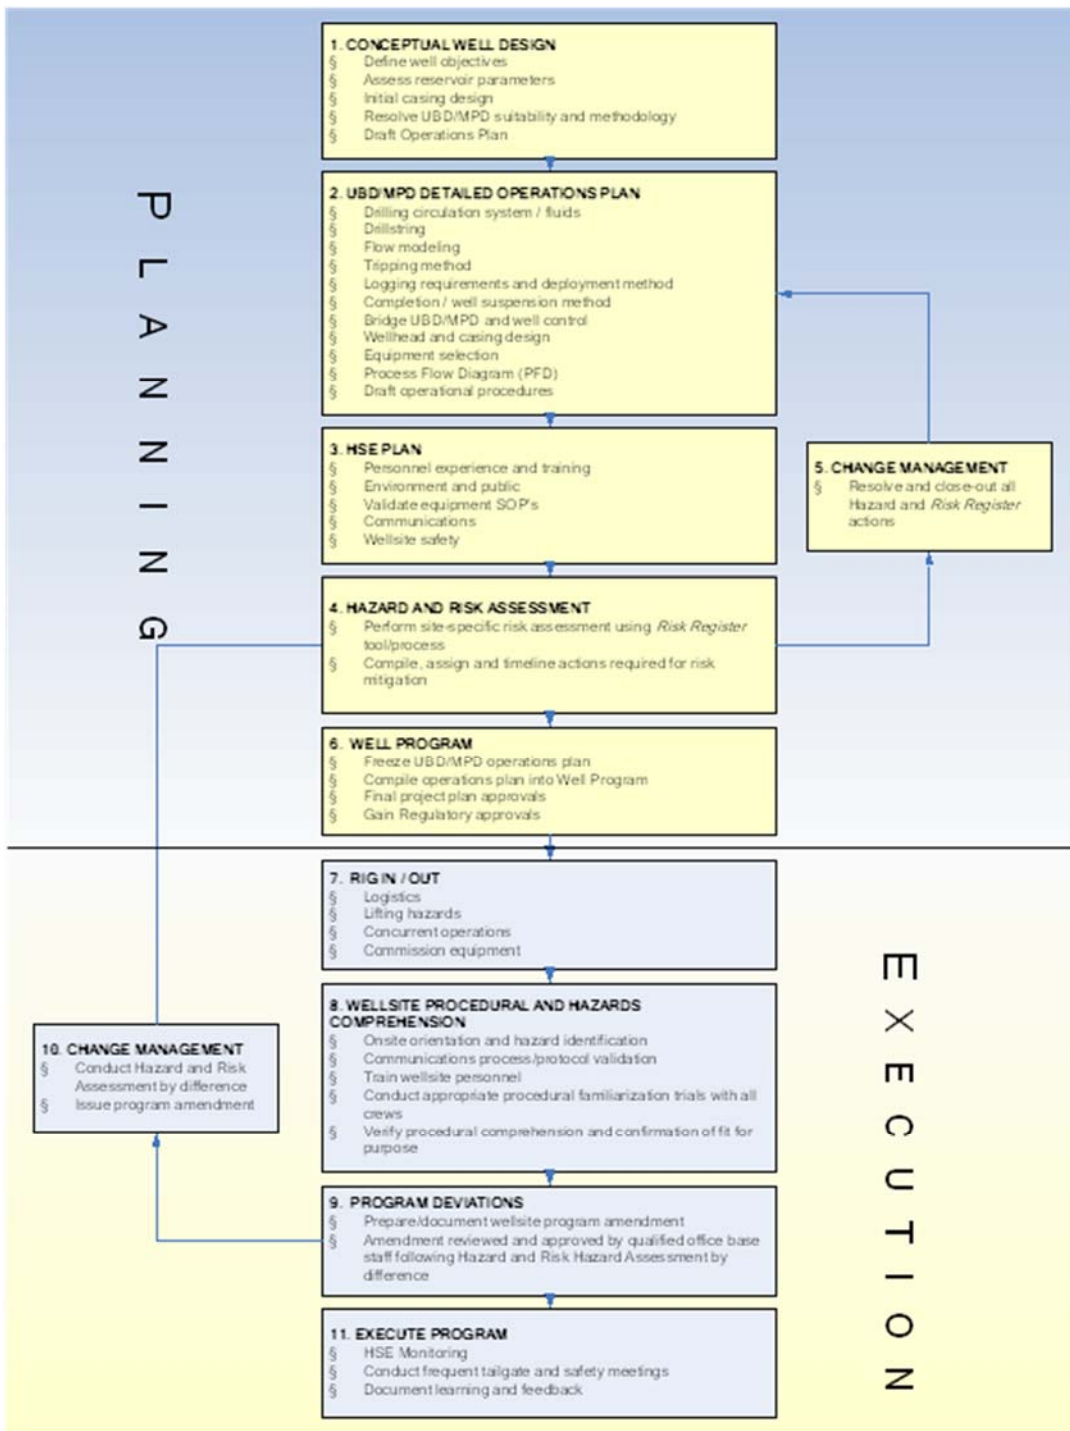 PLANNING
1. CONCEPTUAL WELL DESIGN
§ Define well objectives
§ Assess reservoir parameters
§ Initial casing design
§ Resolve UBD/MPD suitability and methodology
§ Draft Operations Plan
2. UBD/MPD DETAILED OPERATIONS PLAN
§ Drilling circulation system / fluids
§ Drillstring
§ Flow modeling
§ Tripping method
§ Logging requirements and deployment method
§ Completion / well suspension method
§ Bridge UBD/MPD and well control
§ Wellhead and casing design
§ Equipment selection
§ Process Flow Diagram (PFD)
§ Draft operational procedures
3. HSE PLAN
§ Personnel experience and training
§ Environment and public
§ Validate equipment SOP's
§ Communications
§ Wellsite safety
4. HAZARD AND RISK ASSESSMENT
§ Perform site-specific risk assessment using Risk Register
tool/process
§ Compile, assign and timeline actions required for risk
mitigation
5. CHANGE MANAGEMENT
§ Resolve and close-out all
Hazard and Risk Register
actions
6. WELL PROGRAM
§ Freeze UBD/MPD operations plan
§ Compile operations plan into Well Program
§ Final project plan approvals
§ Gain Regulatory approvals
EXECUTION
7. RIG IN / OUT
§ Logistics
§ Lifting hazards
§ Concurrent operations
§ Commission equipment
8. WELLSITE PROCEDURAL AND HAZARDS
COMPREHENSION
§ Onsite orientation and hazard identification
§ Communications process/protocol validation
§ Train wellsite personnel
§ Conduct appropriate procedural familiarization trials with all
crews
§ Verify procedural comprehension and confirmation of fit for
purpose
9. PROGRAM DEVIATIONS
§ Prepare/document wellsite program amendment
§ Amendment reviewed and approved by qualified office base
staff following Hazard and Risk Hazard Assessment by
difference
10. CHANGE MANAGEMENT
§ Conduct Hazard and Risk
Assessment by difference
§ Issue program amendment
11. EXECUTE PROGRAM
§ HSE Monitoring
§ Conduct frequent tailgate and safety meetings
§ Document learning and feedback